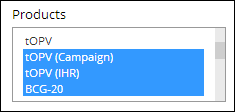 Products
tOPV
tOPV (Campaign)
tOPV (IHR)
BCG-20